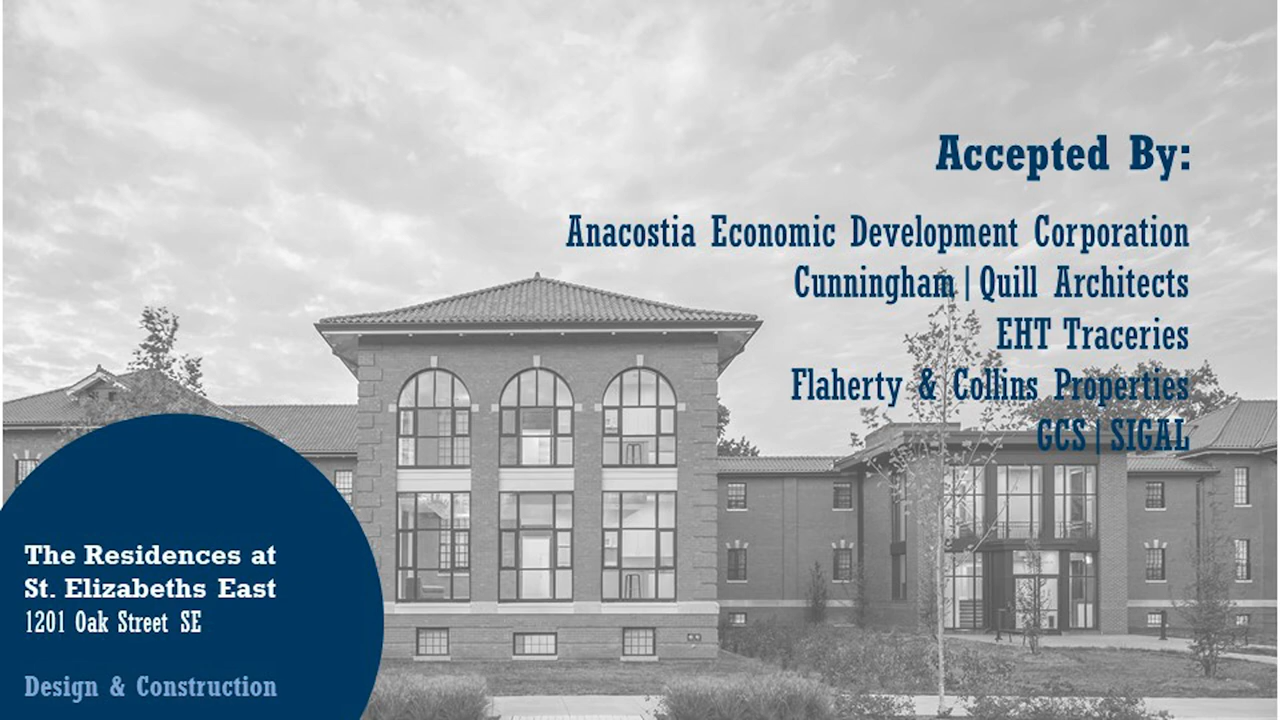 Accepted By:
Anacostia Economic Development Corporation
Cunningham | Quill Architects
EHT Traceries
Flaherty & Collins Properties
GCS | SIGAL
The Residences at
St. Elizabeths East
1201 Oak Street SE
Design & Construction